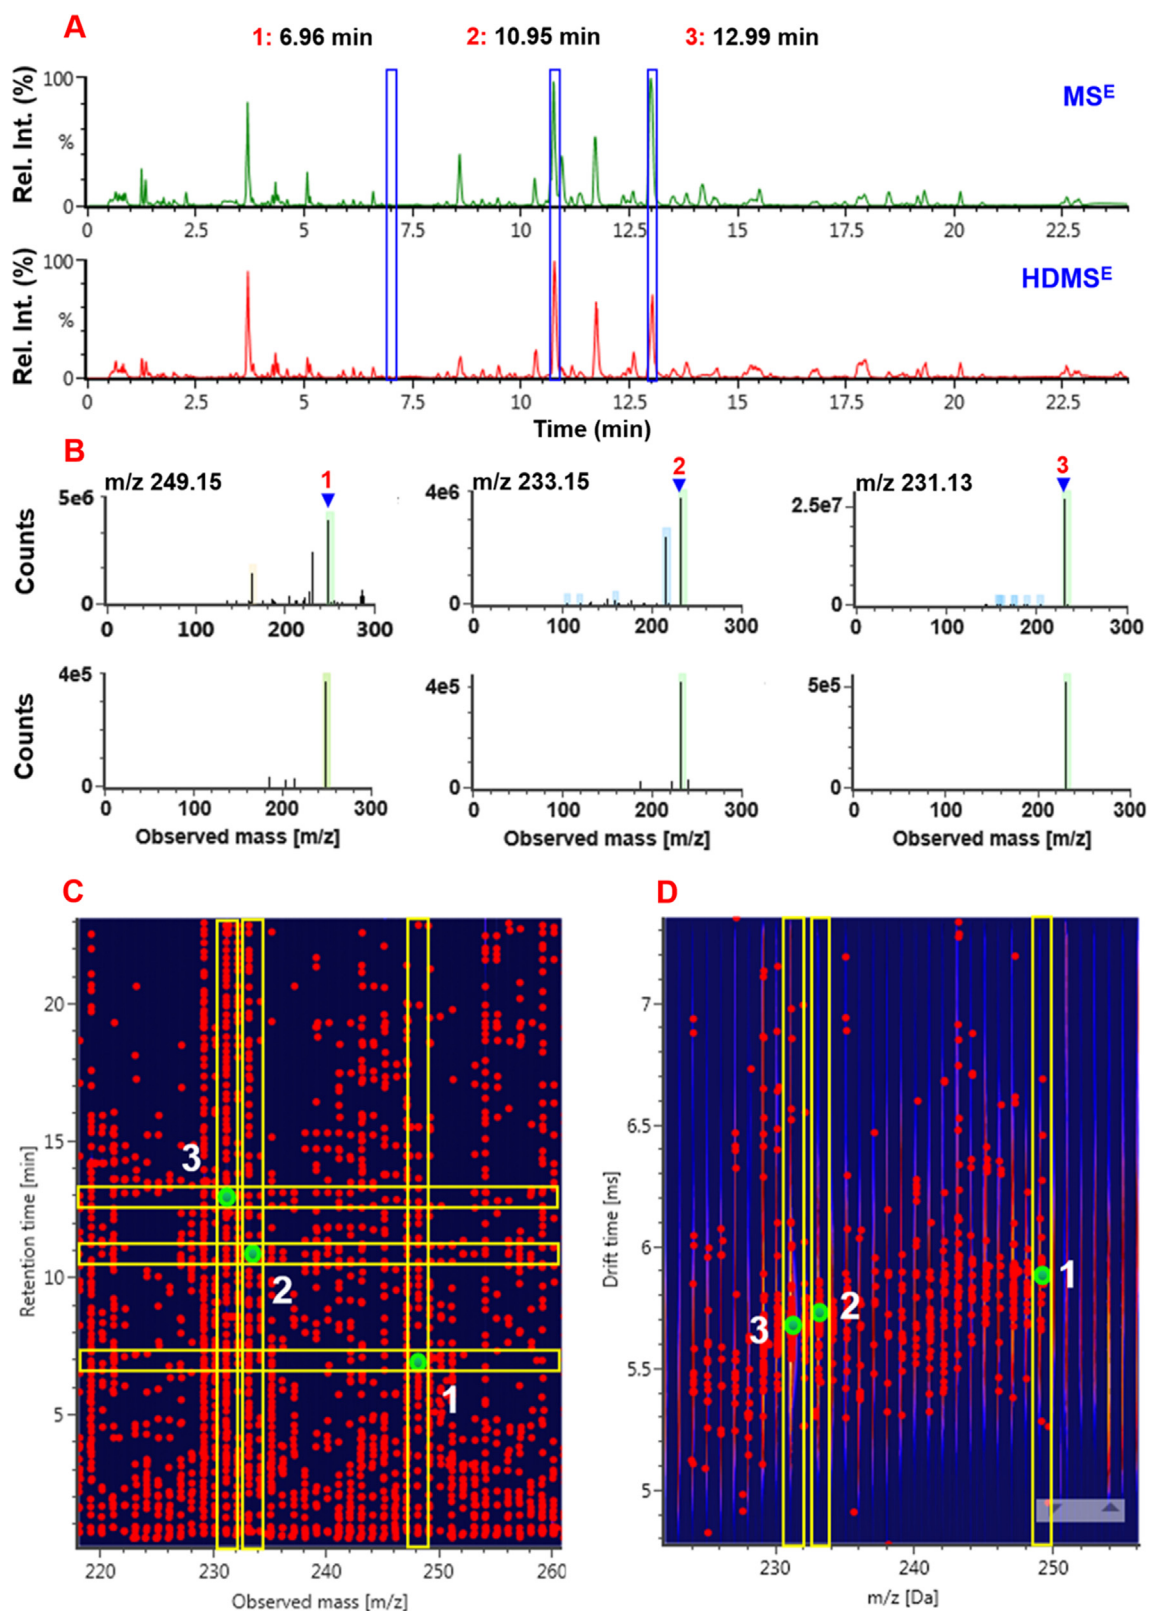 A
1: 6.96 min 2: 10.95 min 3: 12.99 min
Rel. Int. (%)
100
%
0
MSE
0 2.5 5 7.5 10 12.5 15 17.5 20 22.5
Rel. Int. (%)
100
%
0
HDMSE
0 2.5 5 7.5 10 12.5 15 17.5 20 22.5
Time (min)
B
m/z 249.15 1
m/z 233.15 2
m/z 231.13 3
Counts
5e6
0
0 100 200 300
4e6
0
0 100 200 300
2.5e7
0
0 100 200 300
Counts
4e5
0
0 100 200 300
Observed mass [m/z]
4e5
0
0 100 200 300
Observed mass [m/z]
5e5
0
0 100 200 300
Observed mass [m/z]
C
Retention time [min]
20
15
10
5
3
2
1
220 230 240 250 260
Observed mass [m/z]
D
Drift time [ms]
7
6.5
6
5.5
5
1
2
3
230 240 250
m/z [Da]